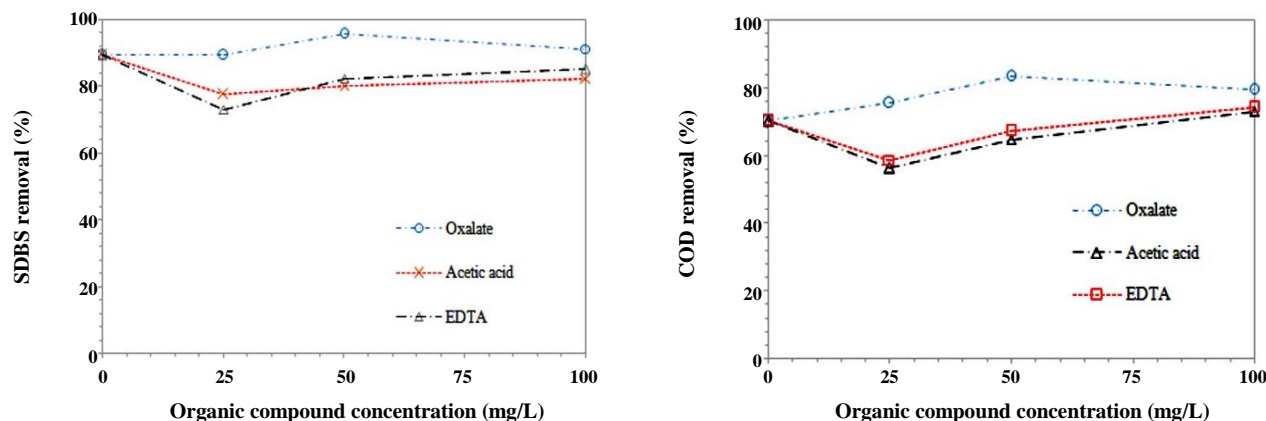 100
80
60
40
20
0
0
25
50
75
100
SDBS removal (%)
Organic compound concentration (mg/L)
Oxalate
Acetic acid
EDTA
100
80
60
40
20
0
0
25
50
75
100
COD removal (%)
Organic compound concentration (mg/L)
Oxalate
Acetic acid
EDTA